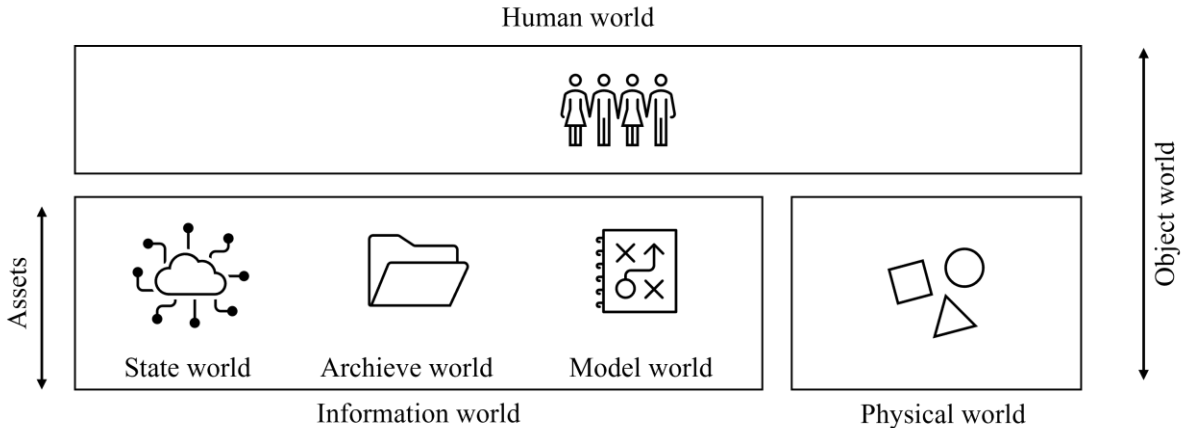 Human world
Object world
Assets
State world
Archieve world
Model world
Information world
Physical world